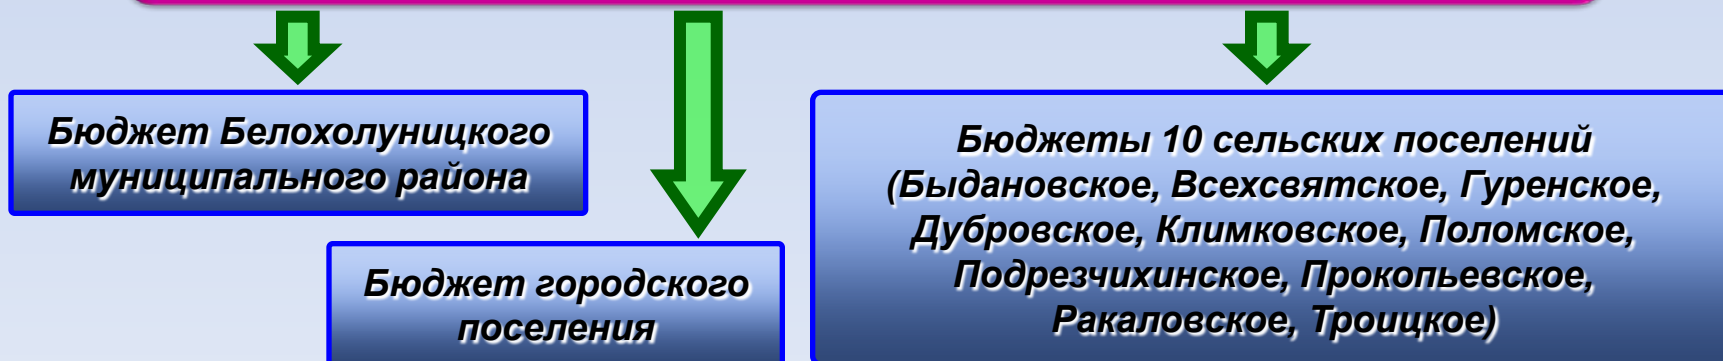 Бюджет Белохолуницкого
муниципального района
Бюджет городского
поселения
Бюджеты 10 сельских поселений
(Быдановское, Всехсвятское, Гуренское,
Дубровское, Климковское, Поломское,
Подрезчихинское, Прокопьевское,
Ракаловское, Троицкое)